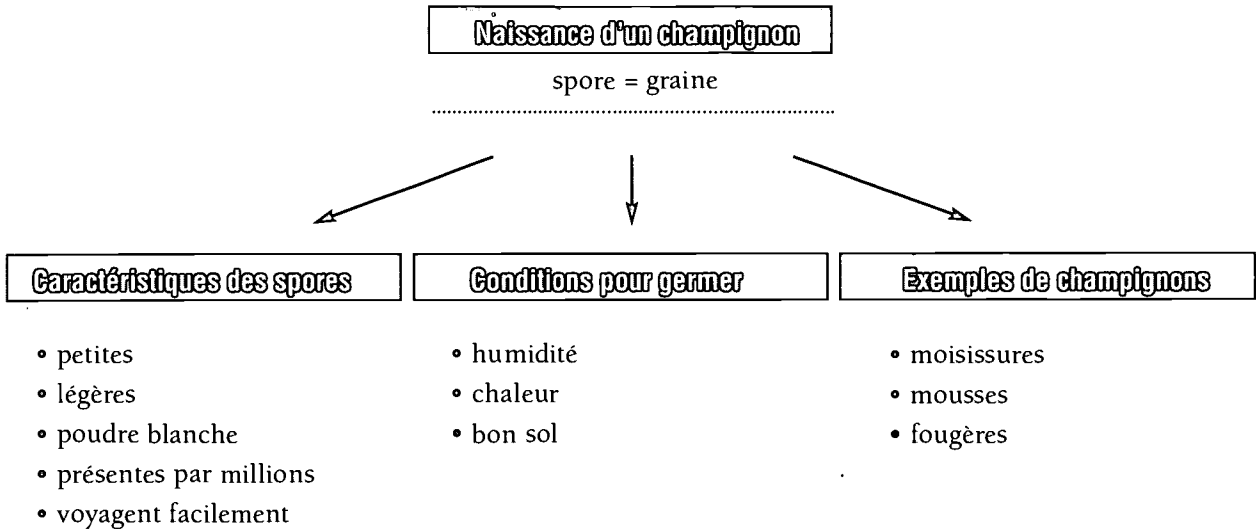 Naissance d'un champignon
spore = graine
Caractéristiques des spores
• petites
• légères
• poudre blanche
• présentes par millions
• voyagent facilement
Conditions pour germer
• humidité
• chaleur
• bon sol
Exemples de champignons
• moisissures
• mousses
• fougères